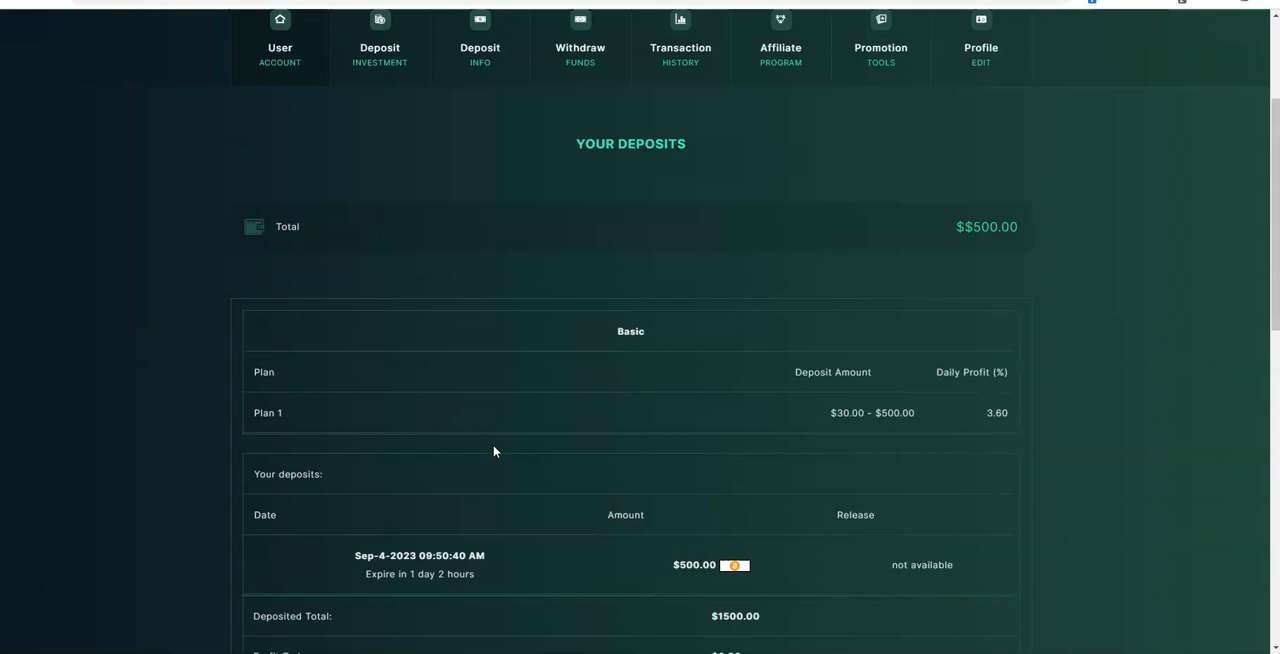 User Deposit Deposit Withdraw Transaction Affiliate Promotion Profile
ACCOUNT INVESTMENT INFO FUNDS HISTORY PROGRAM TOOLS EDIT
YOUR DEPOSITS
Total $$500.00
Basic
Plan Deposit Amount Daily Profit (%)
Plan 1 $30.00 - $500.00 3.60
Your deposits:
Date Amount Release
Sep-4-2023 09:50:40 AM
$500.00 not available
Expire in 1 day 2 hours
Deposited Total: $1500.00